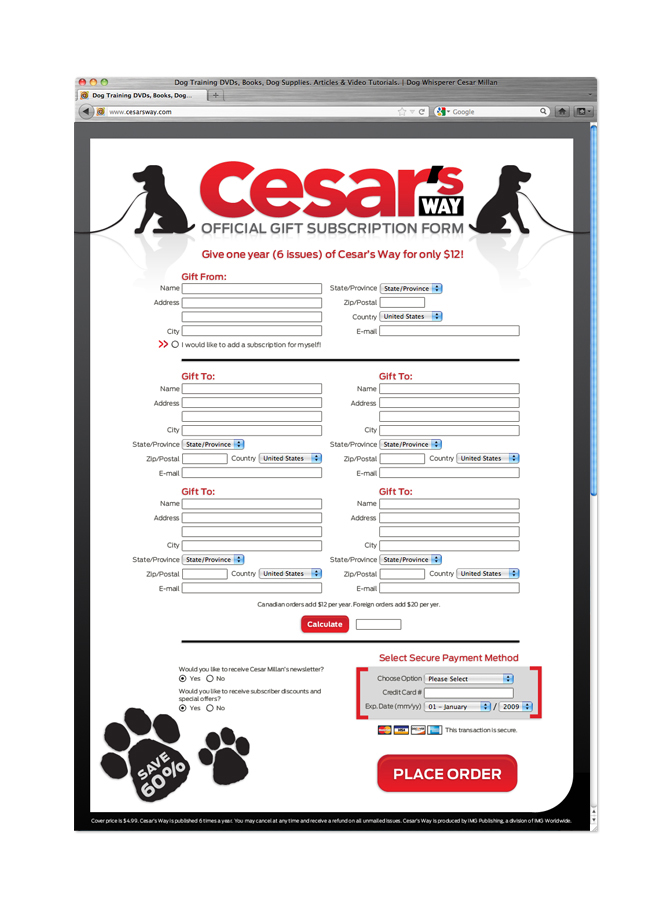 Dog Training DVDs, Books, Dog Supplies. Articles & Video Tutorials. | Dog Whisperer Cesar Millan
Dog Training DVDs, Books, Dog...
www.cesarsway.com
Google
Cesar's
WAY
OFFICIAL GIFT SUBSCRIPTION FORM
Give one year (6 issues) of Cesar's Way for only $12!
Gift From:
Name
State/Province State/Province
Address
Zip/Postal
Country United States
City
E-mail
>> I would like to add a subscription for myself!
Gift To: Gift To:
Name Name
Address Address
City City
State/Province State/Province State/Province State/Province
Zip/Postal Country United States Zip/Postal Country United States
E-mail E-mail
Gift To: Gift To:
Name Name
Address Address
City City
State/Province State/Province State/Province State/Province
Zip/Postal Country United States Zip/Postal Country United States
E-mail E-mail
Canadian orders add $12 per year. Foreign orders add $20 per yer.
Calculate
Would you like to receive Cesar Millan's newsletter?
Yes No
Would you like to receive subscriber discounts and
special offers?
Yes No
SAVE
60%
Select Secure Payment Method
Choose Option Please Select
Credit Card #
Exp. Date (mm/yy) 01 - January / 2009
VISA
This transaction is secure.
PLACE ORDER
Cover price is $4.99. Cesar's Way is published 6 times a year. You may cancel at any time and receive a refund on all unmailed issues. Cesar's Way is produced by IMG Publishing, a division of IMG Worldwide.